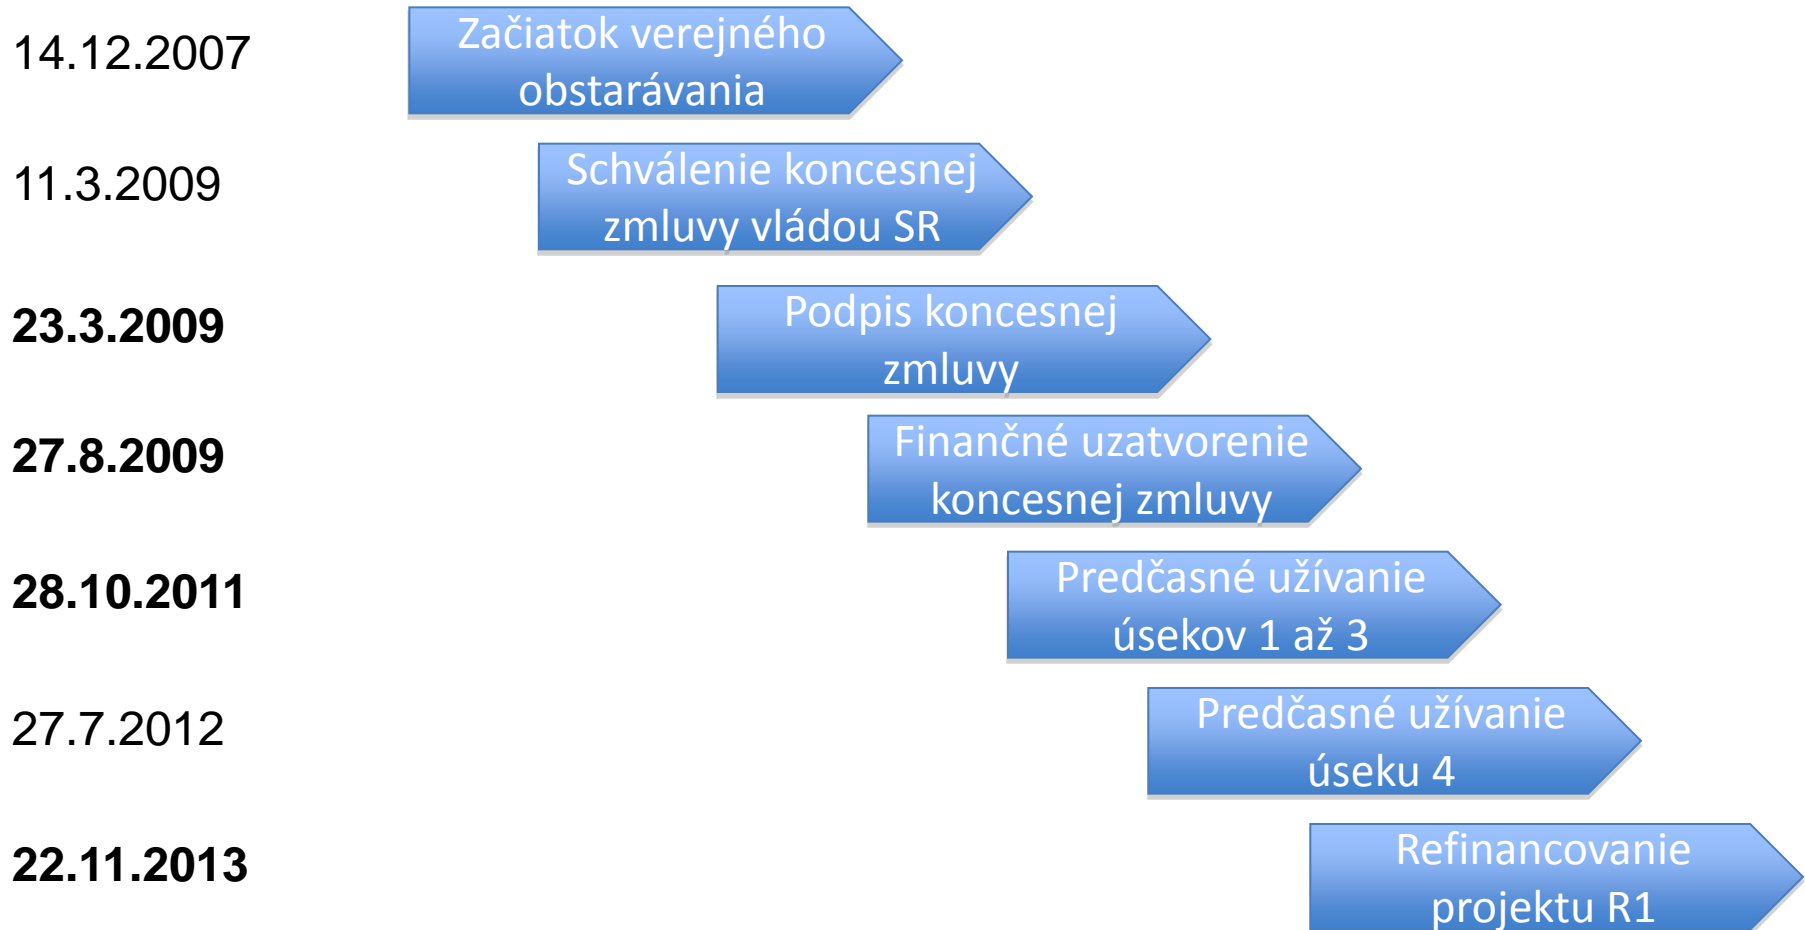 14.12.2007
Začiatok verejného
obstarávania
11.3.2009
Schválenie koncesnej
zmluvy vládou SR
23.3.2009
Podpis koncesnej
zmluvy
27.8.2009
Finančné uzatvorenie
koncesnej zmluvy
28.10.2011
Predčasné užívanie
úsekov 1 až 3
27.7.2012
Predčasné užívanie
úseku 4
22.11.2013
Refinancovanie
projektu R1